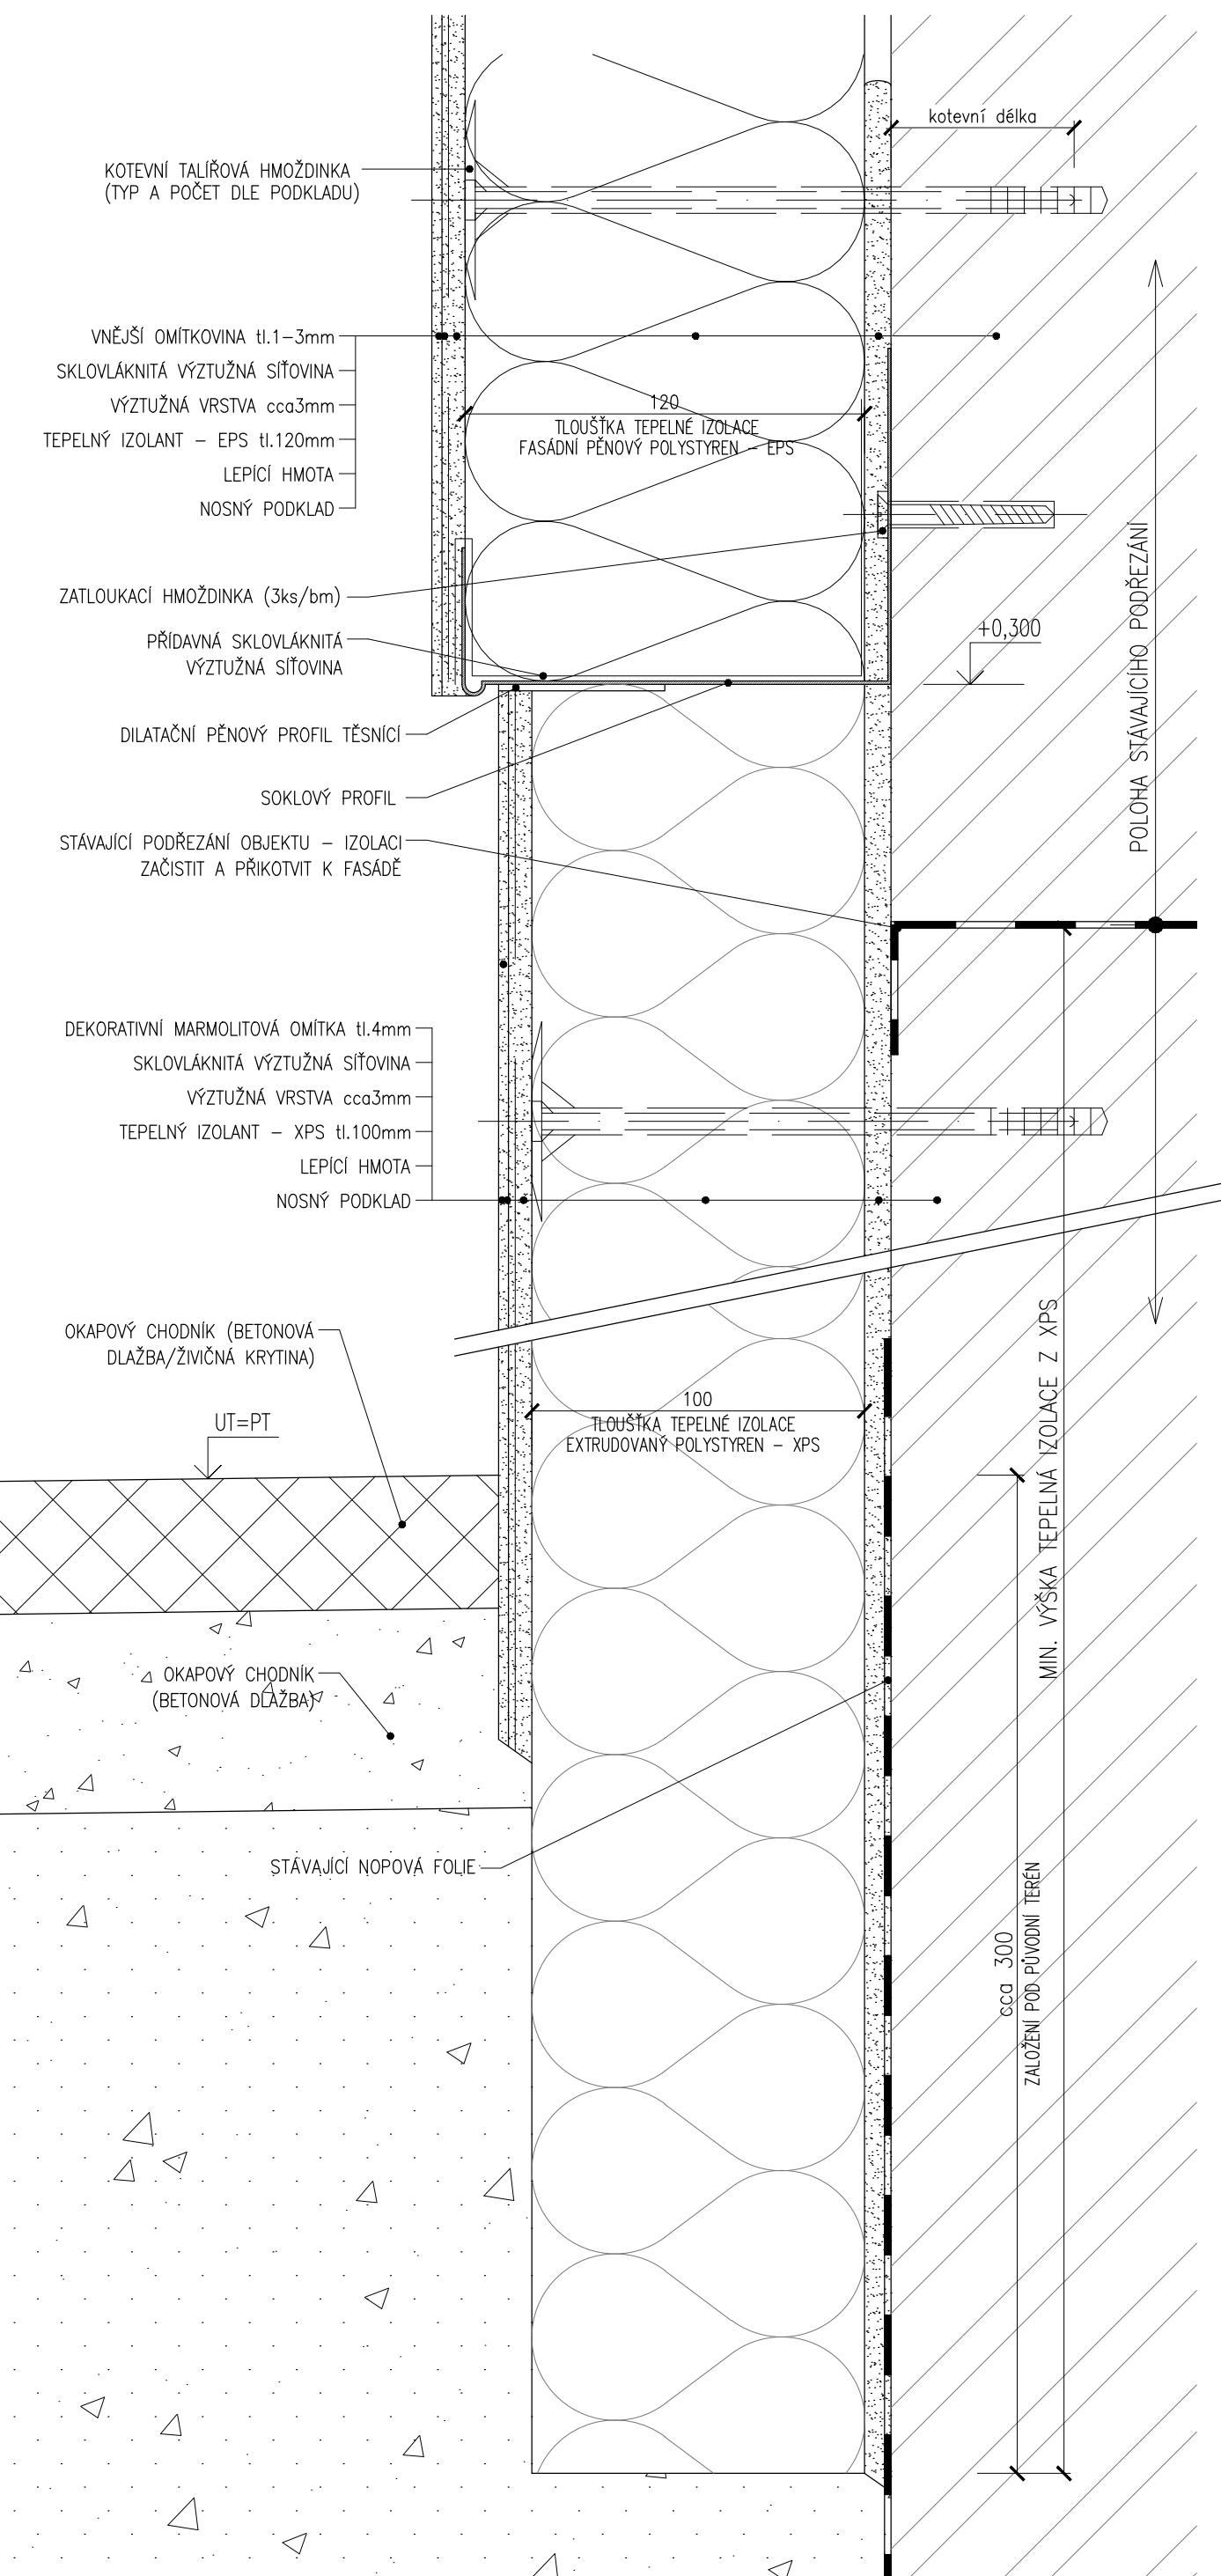 kotevní délka
KOTEVNÍ TALÍŘOVÁ HMOŽDINKA
(TYP A POČET DLE PODKLADU)
VNĚJŠÍ OMÍTKOVINA tl.1-3mm
SKLOVLÁKNITÁ VÝZTUŽNÁ SÍŤOVINA
VÝZTUŽNÁ VRSTVA cca3mm
TEPELNÝ IZOLANT - EPS tl.120mm
LEPÍCÍ HMOTA
NOSNÝ PODKLAD
120
TLOUŠŤKA TEPELNÉ IZOLACE
FASÁDNÍ PĚNOVÝ POLYSTYREN - EPS
ZATLOUKACÍ HMOŽDINKA (3ks/bm)
PŘÍDAVNÁ SKLOVLÁKNITÁ
VÝZTUŽNÁ SÍŤOVINA
+0,300
POLOHA STÁVAJÍCÍHO PODŘEZÁNÍ
DILATAČNÍ PĚNOVÝ PROFIL TĚSNÍCÍ
SOKLOVÝ PROFIL
STÁVAJÍCÍ PODŘEZÁNÍ OBJEKTU - IZOLACI
ZAČISTIT A PŘIKOTVIT K FASÁDĚ
DEKORATIVNÍ MARMOLITOVÁ OMÍTKA tl.4mm
SKLOVLÁKNITÁ VÝZTUŽNÁ SÍŤOVINA
VÝZTUŽNÁ VRSTVA cca3mm
TEPELNÝ IZOLANT - XPS tl.100mm
LEPÍCÍ HMOTA
NOSNÝ PODKLAD
OKAPOVÝ CHODNÍK (BETONOVÁ
DLAŽBA/ŽIVIČNÁ KRYTINA)
100
TLOUŠŤKA TEPELNÉ IZOLACE
EXTRUDOVANÝ POLYSTYREN - XPS
UT=PT
MIN. VÝŠKA TEPELNÁ IZOLACE Z XPS
OKAPOVÝ CHODNÍK
(BETONOVÁ DLAŽBA)
STÁVAJÍCÍ NOPOVÁ FOLIE
cca 300
ZALOŽENÍ POD PŮVODNÍ TERÉN